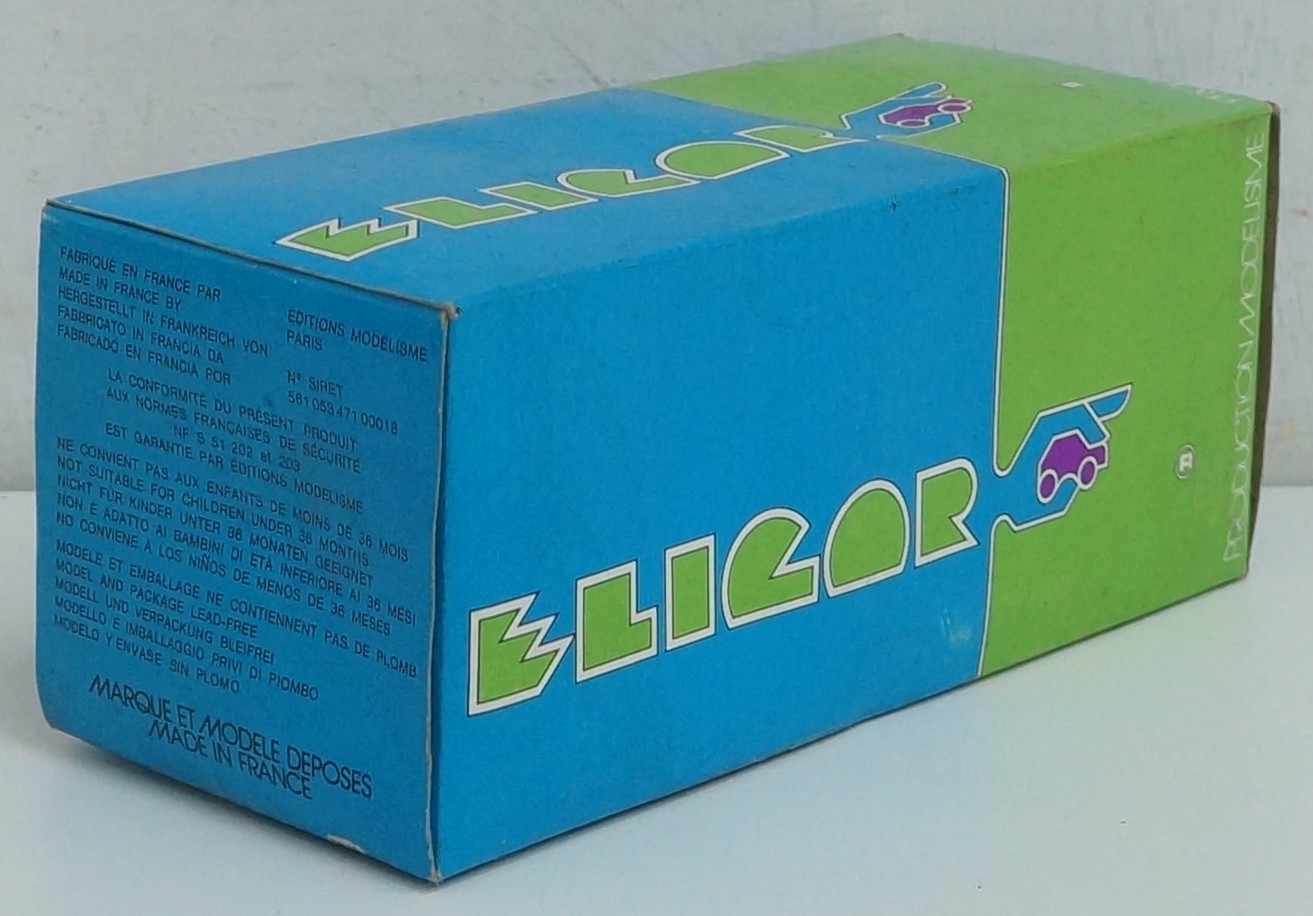 ELIGOR
FABRIQUÉ EN FRANCE PAR
MADE IN FRANCE BY
HERGESTELLT IN FRANKREICH VON
FABBRICATO IN FRANCIA DA
FABRICADO EN FRANCIA POR
EDITIONS MODÉLISME
PARIS
N° SIRET
581 053 471 00018
LA CONFORMITÉ DU PRÉSENT PRODUIT
AUX NORMES FRANÇAISES DE SÉCURITÉ
NF S 51 202 et 203
EST GARANTIE PAR EDITIONS MODELISME
NE CONVIENT PAS AUX ENFANTS DE MOINS DE 36 MOIS
NOT SUITABLE FOR CHILDREN UNDER 36 MONTHS
NICHT FÜR KINDER UNTER 36 MONATEN GEEIGNET
NON È ADATTO AI BAMBINI DI ETÀ INFERIORE AI 36 MESI
NO CONVIENE A LOS NIÑOS DE MENOS DE 36 MESES
MODÈLE ET EMBALLAGE NE CONTIENNENT PAS DE PLOMB
MODEL AND PACKAGE LEAD-FREE
MODELL UND VERPACKUNG BLEIFREI
MODELLO E IMBALLAGGIO PRIVI DI PIOMBO
MODELO Y ENVASE SIN PLOMO
MARQUE ET MODELE DEPOSES
MADE IN FRANCE
ELIGOR
R
PRODUCTION MODELISME